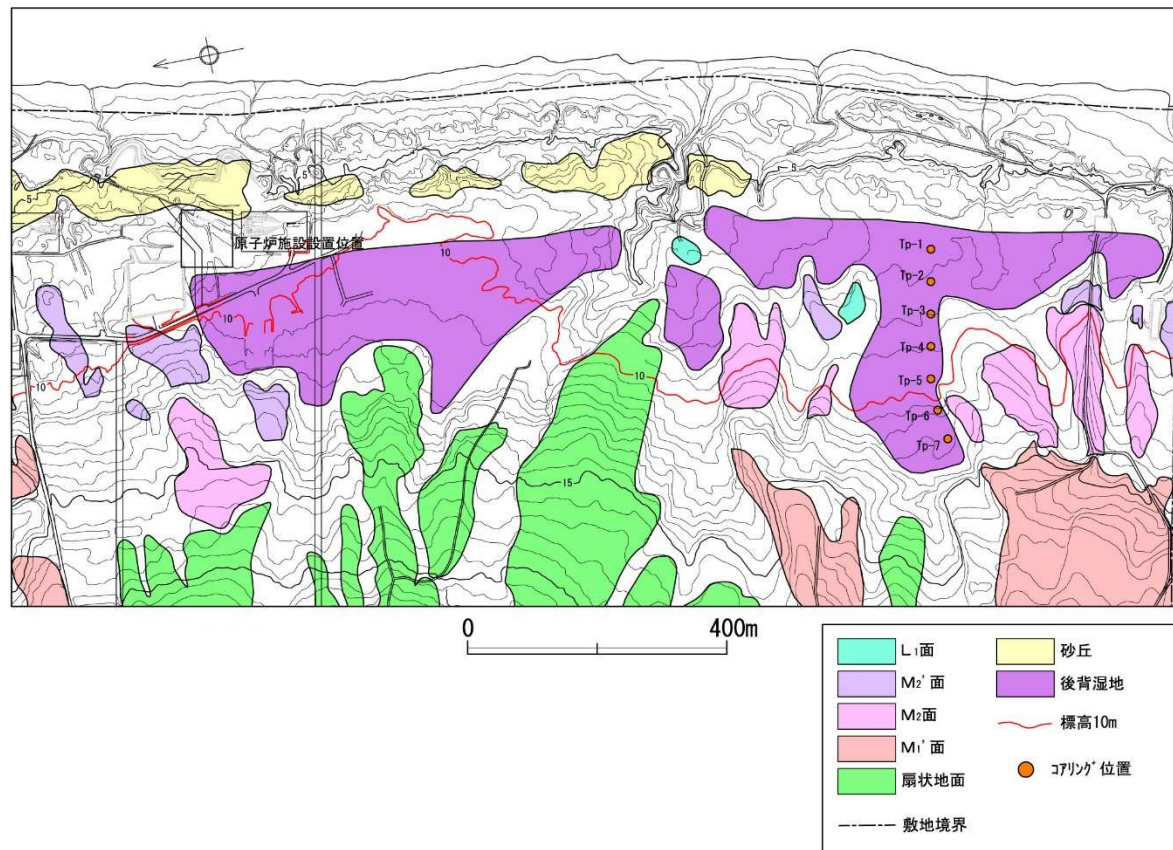 5
5
5
原子炉施設設置位置
10
10
10
10
10
15
15
Tp-1
Tp-2
Tp-3
Tp-4
Tp-5
Tp-6
Tp-7
0 400m
L₁面
M₂'面
M₂面
M₁'面
扇状地面
敷地境界
砂丘
後背湿地
標高10m
ｺｱﾘﾝｸﾞ位置